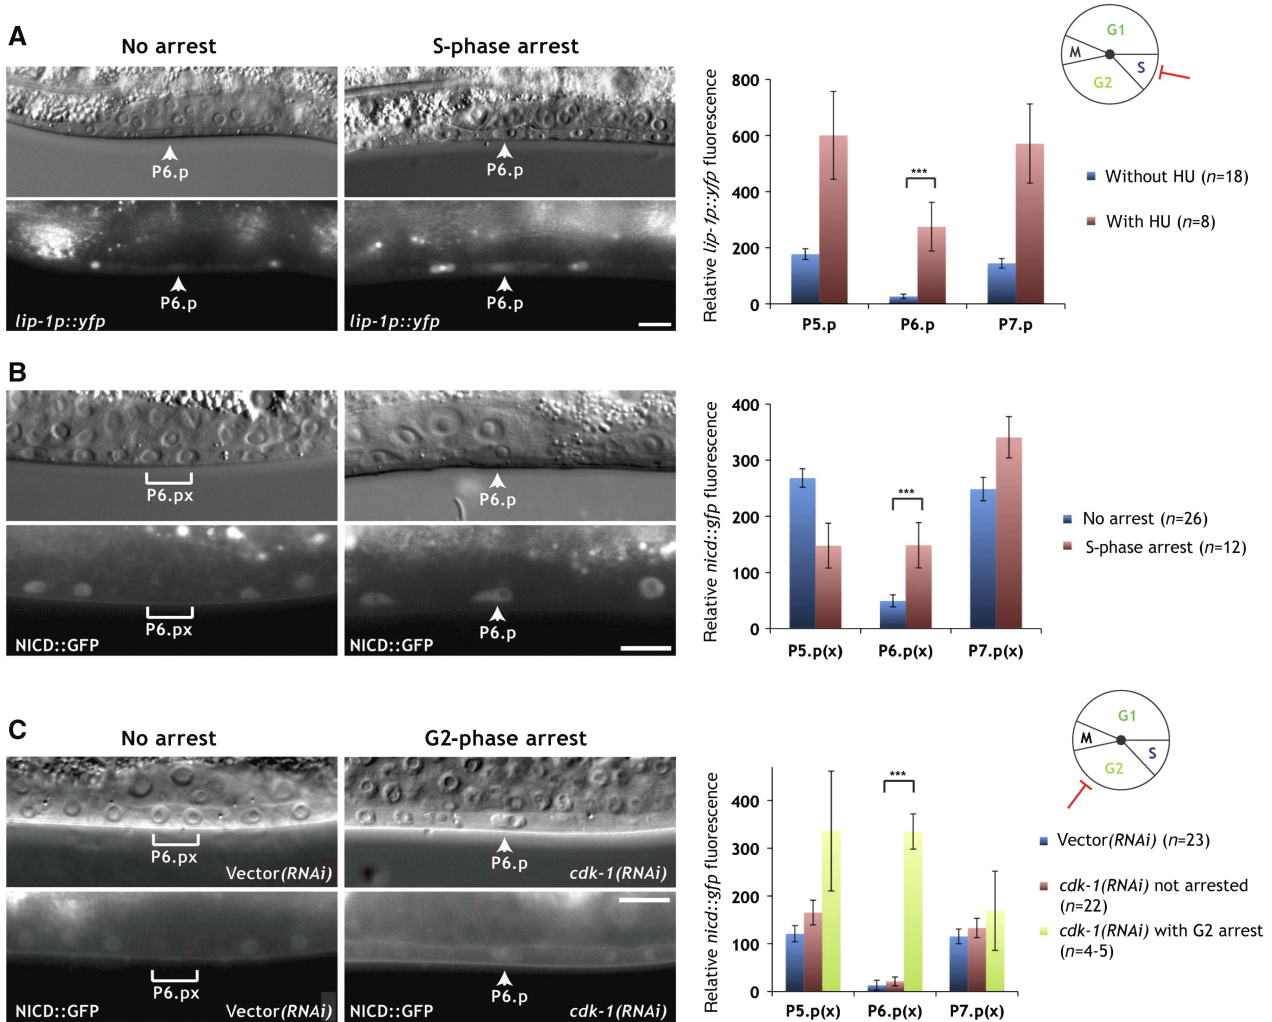 A
No arrest
S-phase arrest
P6.p
P6.p
P6.p
P6.p
lip-1p::yfp
lip-1p::yfp
Relative lip-1p::yfp fluorescence
800
600
400
200
0
***
P5.p
P6.p
P7.p
G1
M
S
G2
Without HU (n=18)
With HU (n=8)
B
P6.px
P6.p
P6.px
P6.p
NICD::GFP
NICD::GFP
Relative nicd::gfp fluorescence
400
300
200
100
0
***
P5.p(x)
P6.p(x)
P7.p(x)
No arrest (n=26)
S-phase arrest (n=12)
C
No arrest
G2-phase arrest
P6.px
P6.p
Vector(RNAi)
cdk-1(RNAi)
P6.px
P6.p
NICD::GFP
Vector(RNAi)
NICD::GFP
cdk-1(RNAi)
Relative nicd::gfp fluorescence
400
300
200
100
0
***
P5.p(x)
P6.p(x)
P7.p(x)
G1
M
S
G2
Vector(RNAi) (n=23)
cdk-1(RNAi) not arrested
(n=22)
cdk-1(RNAi) with G2 arrest
(n=4-5)